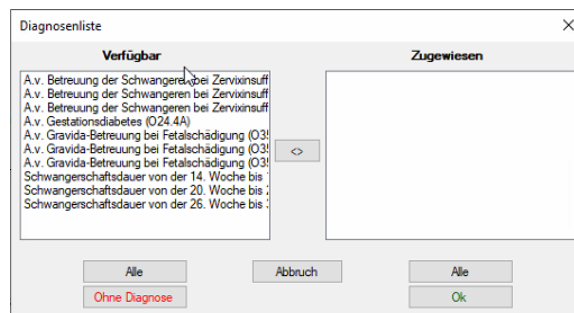 Diagnosenliste
Verfügbar
Zugewiesen
A.v. Betreuung der Schwangeren bei Zervixinsuff
A.v. Betreuung der Schwangeren bei Zervixinsuff
A.v. Betreuung der Schwangeren bei Zervixinsuff
A.v. Gestationsdiabetes (O24.4A)
A.v. Gravida-Betreuung bei Fetalschädigung (O35
A.v. Gravida-Betreuung bei Fetalschädigung (O35
A.v. Gravida-Betreuung bei Fetalschädigung (O35
Schwangerschaftsdauer von der 14. Woche bis
Schwangerschaftsdauer von der 20. Woche bis
Schwangerschaftsdauer von der 26. Woche bis
<>
Alle
Abbruch
Alle
Ohne Diagnose
Ok